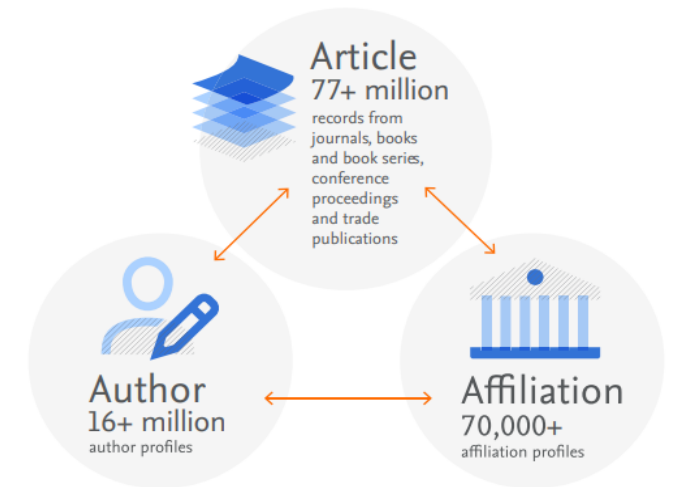 Article
77+ million
records from
journals, books
and book series,
conference
proceedings
and trade
publications
Author
16+ million
author profiles
Affiliation
70,000+
affiliation profiles